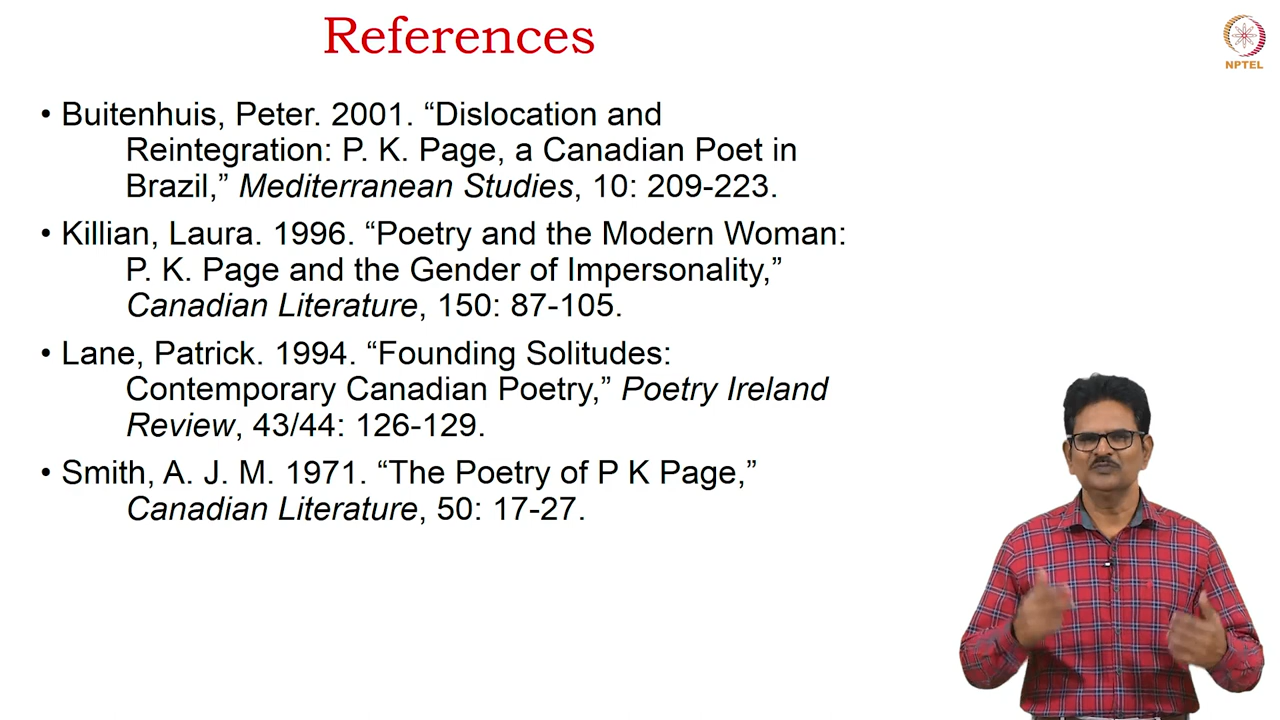 References
NPTEL
• Buitenhuis, Peter. 2001. “Dislocation and
Reintegration: P. K. Page, a Canadian Poet in
Brazil,” Mediterranean Studies, 10: 209-223.
• Killian, Laura. 1996. “Poetry and the Modern Woman:
P. K. Page and the Gender of Impersonality,”
Canadian Literature, 150: 87-105.
• Lane, Patrick. 1994. “Founding Solitudes:
Contemporary Canadian Poetry,” Poetry Ireland
Review, 43/44: 126-129.
• Smith, A. J. M. 1971. “The Poetry of P K Page,”
Canadian Literature, 50: 17-27.